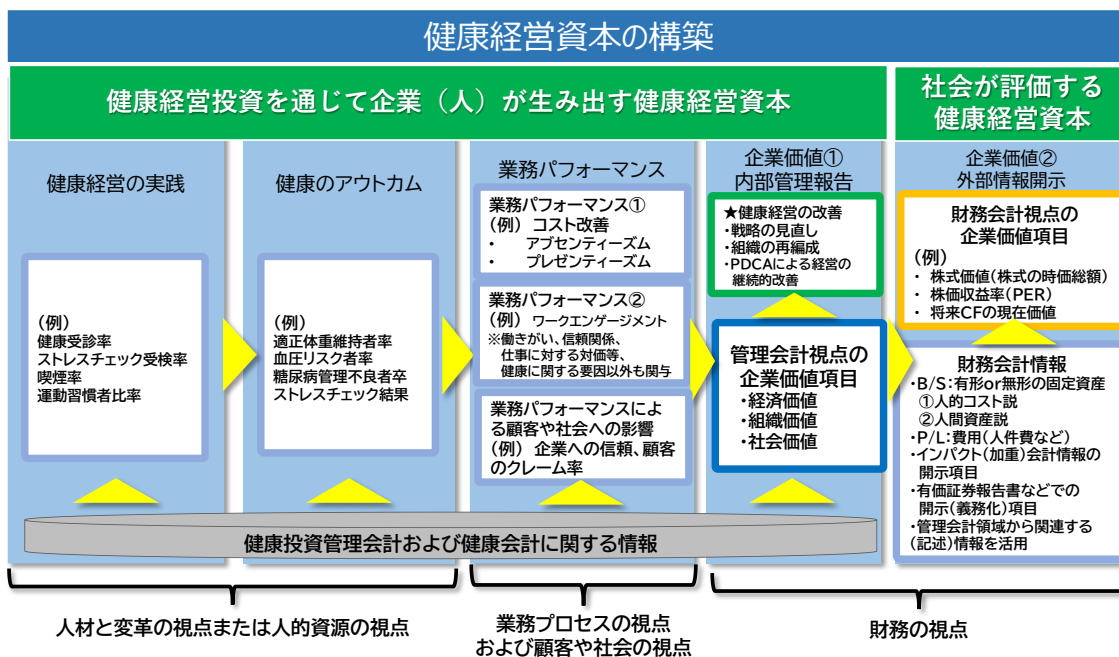 健康経営資本の構築
健康経営投資を通じて企業（人）が生み出す健康経営資本
社会が評価する
健康経営資本
健康経営の実践
（例）
健康受診率
ストレスチェック受検率
喫煙率
運動習慣者比率
健康のアウトカム
（例）
適正体重維持者率
血圧リスク者率
糖尿病管理不良者卒
ストレスチェック結果
業務パフォーマンス
業務パフォーマンス①
（例） コスト改善
・ アブセンティーズム
・ プレゼンティーズム
業務パフォーマンス②
（例） ワークエンゲージメント
※働きがい、信頼関係、
仕事に対する対価等、
健康に関する要因以外も関与
業務パフォーマンスによ
る顧客や社会への影響
（例） 企業への信頼、顧客
のクレーム率
企業価値①
内部管理報告
★健康経営の改善
・戦略の見直し
・組織の再編成
・PDCAによる経営の
継続的改善
管理会計視点の
企業価値項目
・経済価値
・組織価値
・社会価値
企業価値②
外部情報開示
財務会計視点の
企業価値項目
（例）
・ 株式価値（株式の時価総額）
・ 株価収益率（PER）
・ 将来CFの現在価値
財務会計情報
・B/S：有形or無形の固定資産
①人的コスト説
②人間資産説
・P/L：費用（人件費など）
・インパクト（加重）会計情報の
開示項目
・有価証券報告書などでの
開示（義務化）項目
・管理会計領域から関連する
（記述）情報を活用
健康投資管理会計および健康会計に関する情報
人材と変革の視点または人的資源の視点
業務プロセスの視点
および顧客や社会の視点
財務の視点